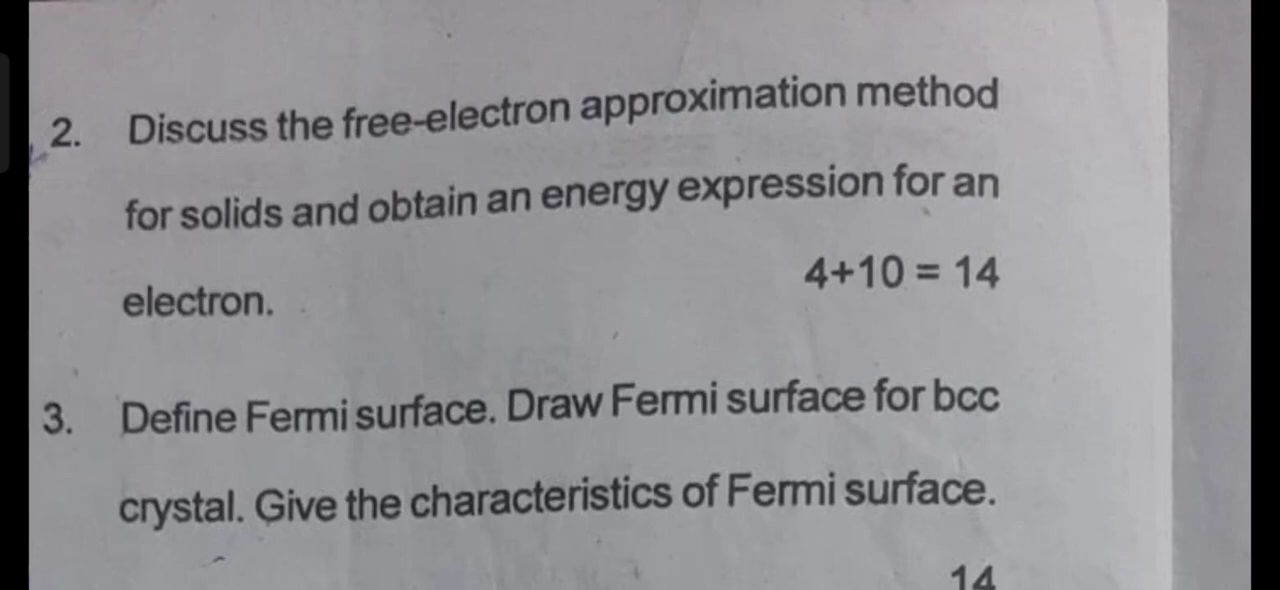 2. Discuss the free-electron approximation method
for solids and obtain an energy expression for an
electron. 4+10 = 14
3. Define Fermi surface. Draw Fermi surface for bcc
crystal. Give the characteristics of Fermi surface.
14